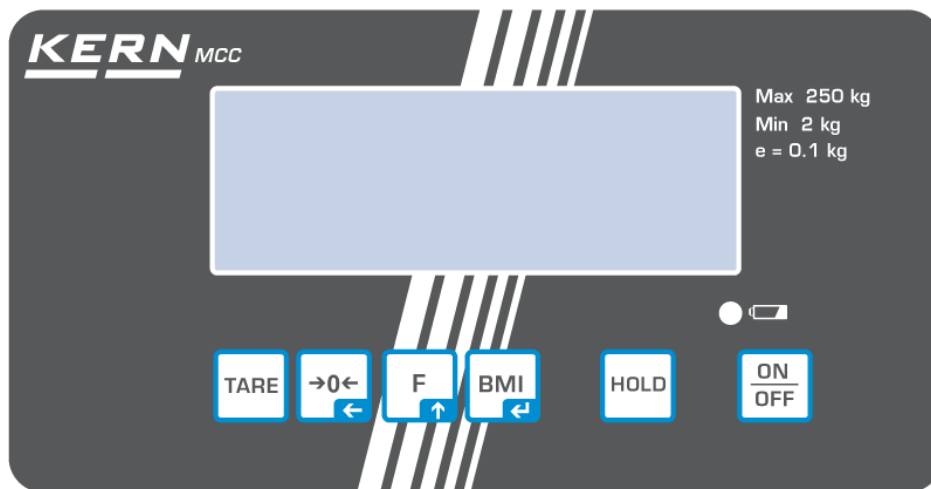 KERN MCC
Max 250 kg
Min 2 kg
e = 0.1 kg
TARE →0← F BMI HOLD ON
OFF